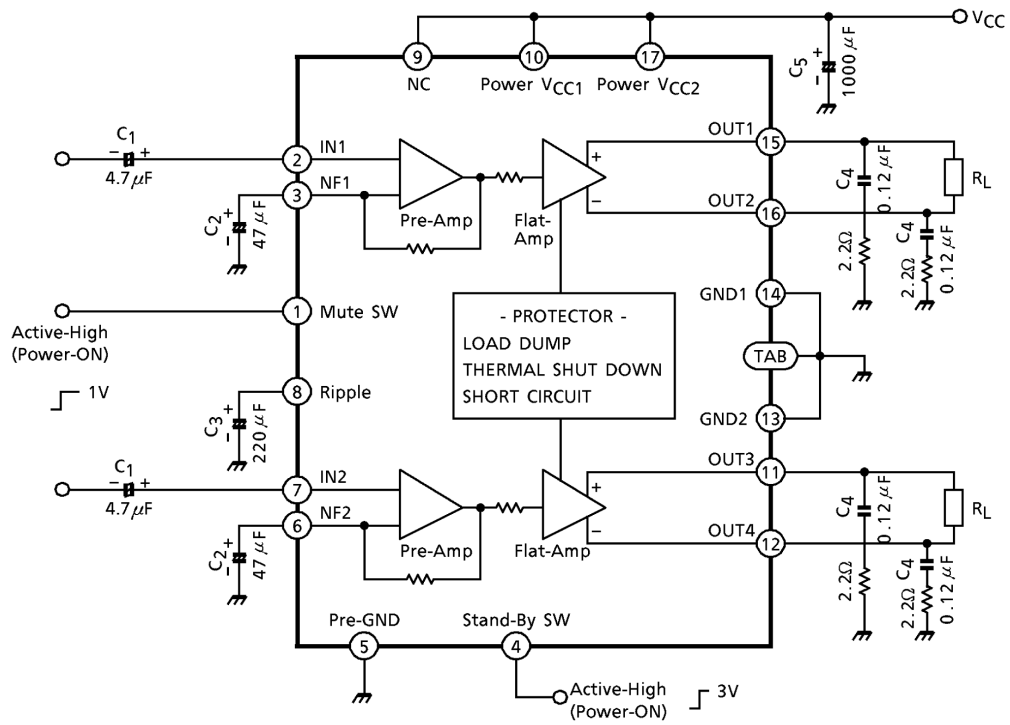 VCC
9
10
17
NC
Power VCC1
Power VCC2
C5
+
-
1000 μF
C1
- +
4.7μF
2
IN1
3
NF1
C2
+
-
47 μF
Pre-Amp
Flat-
Amp
+
-
OUT1
15
OUT2
16
C4
0.12 μF
2.2Ω
C4
0.12 μF
2.2Ω
RL
1
Mute SW
Active-High
(Power-ON)
1V
- PROTECTOR -
LOAD DUMP
THERMAL SHUT DOWN
SHORT CIRCUIT
GND1
14
TAB
GND2
13
8
Ripple
C3
+
-
220 μF
C1
- +
4.7μF
7
IN2
6
NF2
C2
+
-
47 μF
Pre-Amp
Flat-Amp
+
-
OUT3
11
OUT4
12
C4
0.12 μF
2.2Ω
C4
0.12 μF
2.2Ω
RL
Pre-GND
5
Stand-By SW
4
Active-High
(Power-ON)
3V